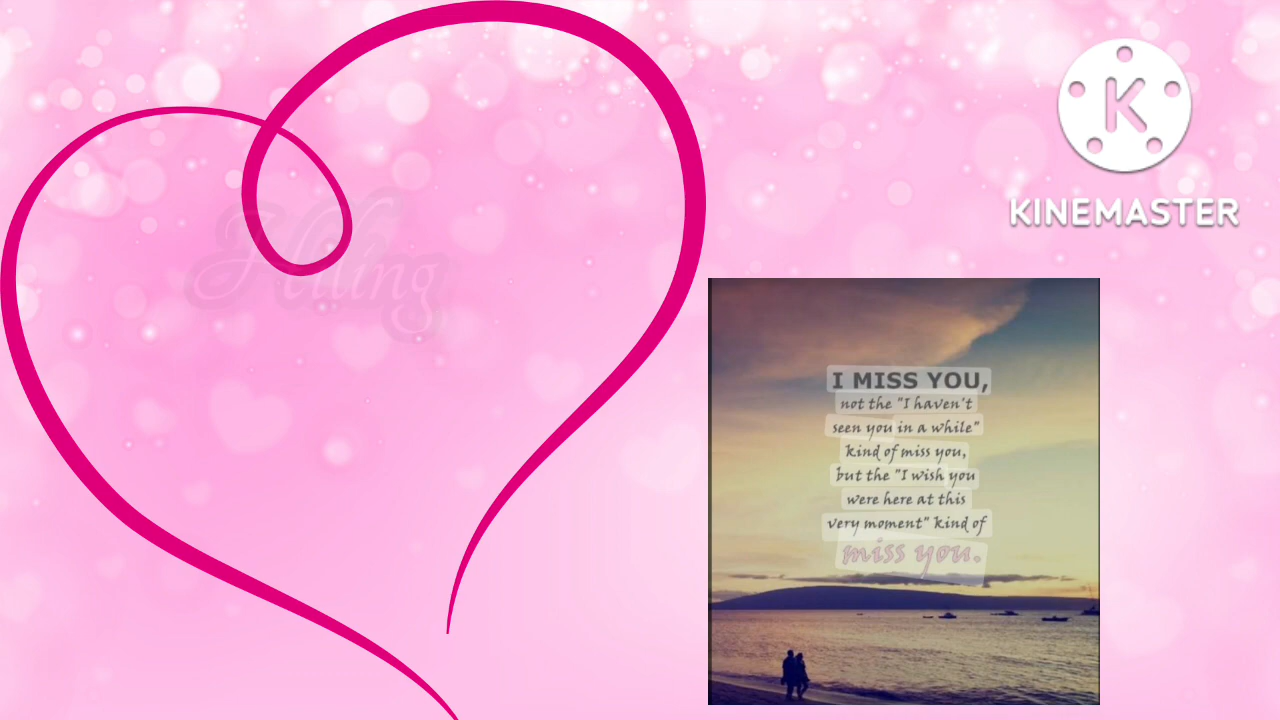 KINEMASTER
I MISS YOU,
not the "I haven't
seen you in a while"
kind of miss you,
but the "I wish you
were here at this
very moment" kind of
miss you.